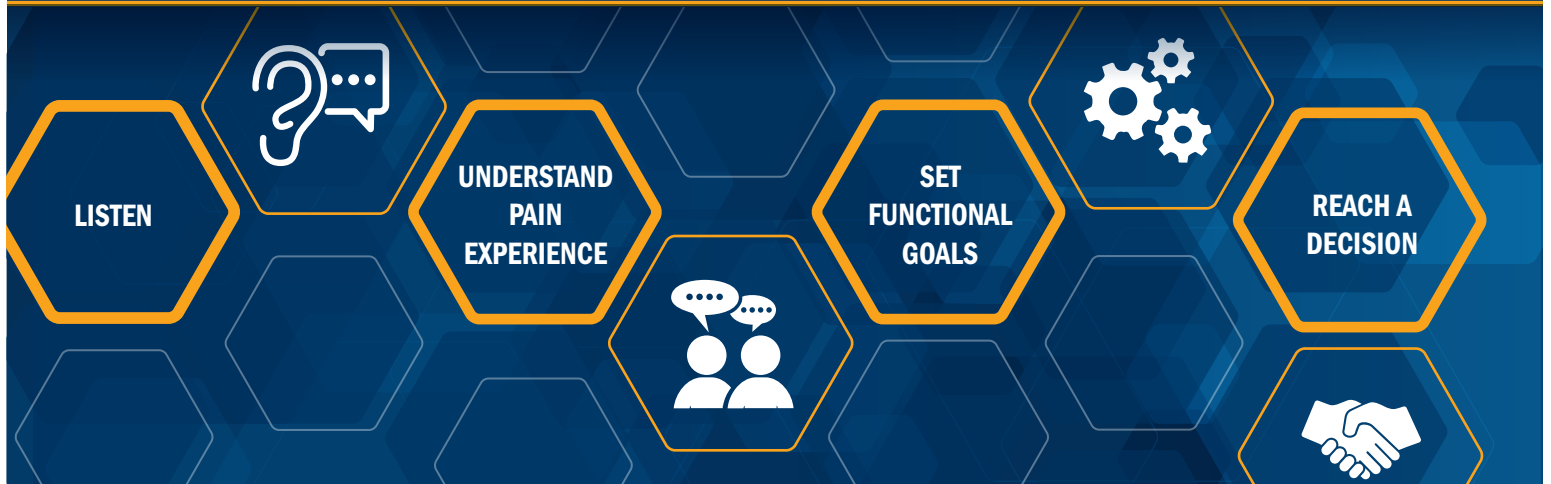 LISTEN
UNDERSTAND
PAIN
EXPERIENCE
SET
FUNCTIONAL
GOALS
REACH A
DECISION